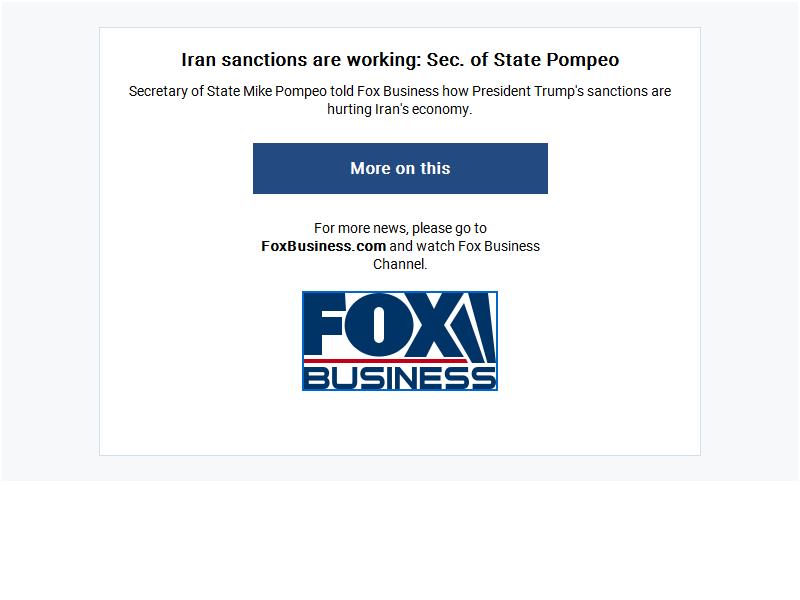 Iran sanctions are working: Sec. of State Pompeo
Secretary of State Mike Pompeo told Fox Business how President Trump's sanctions are
hurting Iran's economy.
More on this
For more news, please go to
FoxBusiness.com and watch Fox Business
Channel.
FOX
BUSINESS